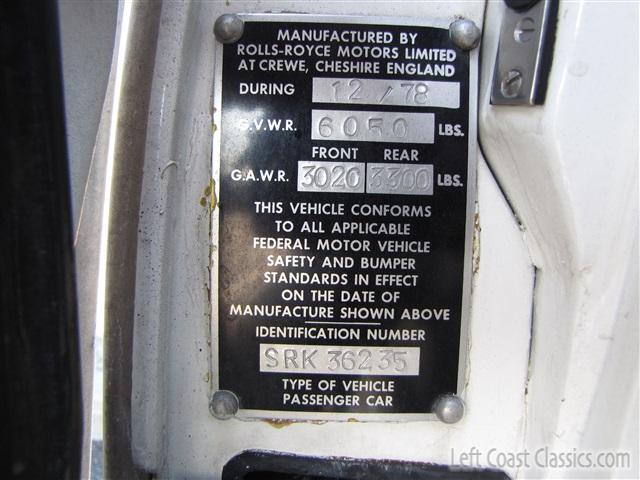 MANUFACTURED BY
ROLLS-ROYCE MOTORS LIMITED
AT CREWE, CHESHIRE ENGLAND
DURING 12/78
G.V.W.R. 6050 LBS.
FRONT REAR
G.A.W.R. 3020 3300 LBS.
THIS VEHICLE CONFORMS
TO ALL APPLICABLE
FEDERAL MOTOR VEHICLE
SAFETY AND BUMPER
STANDARDS IN EFFECT
ON THE DATE OF
MANUFACTURE SHOWN ABOVE
IDENTIFICATION NUMBER
SRK 36235
TYPE OF VEHICLE
PASSENGER CAR
Left Coast Classics.com